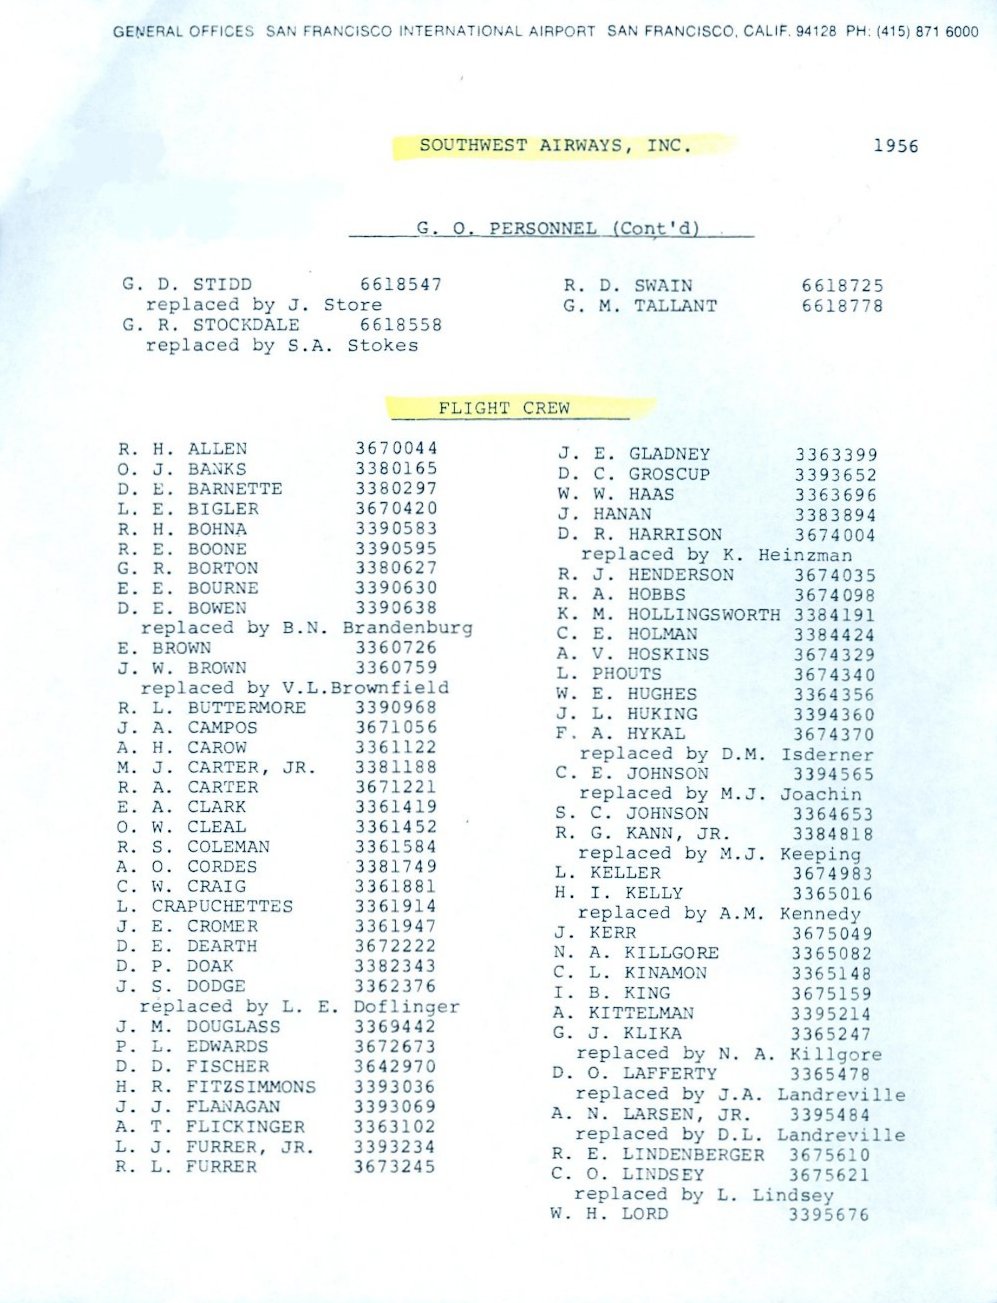 GENERAL OFFICES SAN FRANCISCO INTERNATIONAL AIRPORT SAN FRANCISCO, CALIF. 94128 PH: (415) 871 6000
SOUTHWEST AIRWAYS, INC. 1956
G. O. PERSONNEL (Cont'd)
G. D. STIDD 6618547
replaced by J. Store
G. R. STOCKDALE 6618558
replaced by S.A. Stokes
R. D. SWAIN 6618725
G. M. TALLANT 6618778
FLIGHT CREW
R. H. ALLEN 3670044
O. J. BANKS 3380165
D. E. BARNETTE 3380297
L. E. BIGLER 3670420
R. H. BOHNA 3390583
R. E. BOONE 3390595
G. R. BORTON 3380627
E. E. BOURNE 3390630
D. E. BOWEN 3390638
replaced by B.N. Brandenburg
E. BROWN 3360726
J. W. BROWN 3360759
replaced by V.L.Brownfield
R. L. BUTTERMORE 3390968
J. A. CAMPOS 3671056
A. H. CAROW 3361122
M. J. CARTER, JR. 3381188
R. A. CARTER 3671221
E. A. CLARK 3361419
O. W. CLEAL 3361452
R. S. COLEMAN 3361584
A. O. CORDES 3381749
C. W. CRAIG 3361881
L. CRAPUCHETTES 3361914
J. E. CROMER 3361947
D. E. DEARTH 3672222
D. P. DOAK 3382343
J. S. DODGE 3362376
replaced by L. E. Doflinger
J. M. DOUGLASS 3369442
P. L. EDWARDS 3672673
D. D. FISCHER 3642970
H. R. FITZSIMMONS 3393036
J. J. FLANAGAN 3393069
A. T. FLICKINGER 3363102
L. J. FURRER, JR. 3393234
R. L. FURRER 3673245
J. E. GLADNEY 3363399
D. C. GROSCUP 3393652
W. W. HAAS 3363696
J. HANAN 3383894
D. R. HARRISON 3674004
replaced by K. Heinzman
R. J. HENDERSON 3674035
R. A. HOBBS 3674098
K. M. HOLLINGSWORTH 3384191
C. E. HOLMAN 3384424
A. V. HOSKINS 3674329
L. PHOUTS 3674340
W. E. HUGHES 3364356
J. L. HUKING 3394360
F. A. HYKAL 3674370
replaced by D.M. Isderner
C. E. JOHNSON 3394565
replaced by M.J. Joachin
S. C. JOHNSON 3364653
R. G. KANN, JR. 3384818
replaced by M.J. Keeping
L. KELLER 3674983
H. I. KELLY 3365016
replaced by A.M. Kennedy
J. KERR 3675049
N. A. KILLGORE 3365082
C. L. KINAMON 3365148
I. B. KING 3675159
A. KITTELMAN 3395214
G. J. KLIKA 3365247
replaced by N. A. Killgore
D. O. LAFFERTY 3365478
replaced by J.A. Landreville
A. N. LARSEN, JR. 3395484
replaced by D.L. Landreville
R. E. LINDENBERGER 3675610
C. O. LINDSEY 3675621
replaced by L. Lindsey
W. H. LORD 3395676